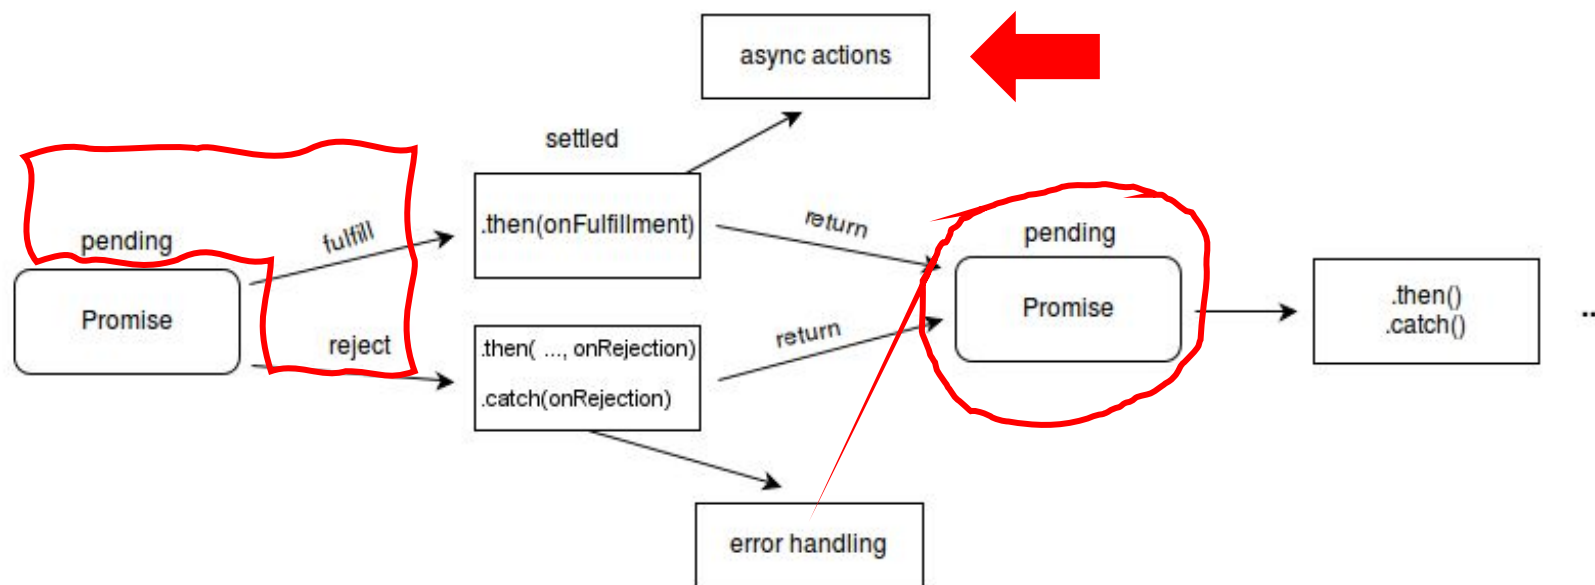 async actions
settled
pending
fulfill
.then(onFulfillment)
return
pending
Promise
reject
.then( ..., onRejection)
.catch(onRejection)
return
Promise
.then()
.catch()
..
error handling